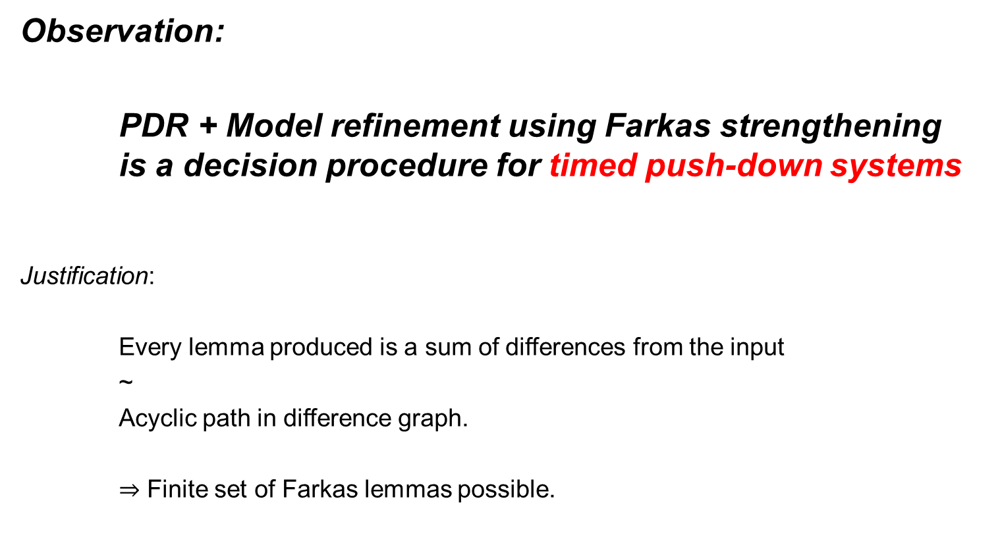 Observation:
PDR + Model refinement using Farkas strengthening
is a decision procedure for timed push-down systems
Justification:
Every lemma produced is a sum of differences from the input
~
Acyclic path in difference graph.
⇒ Finite set of Farkas lemmas possible.